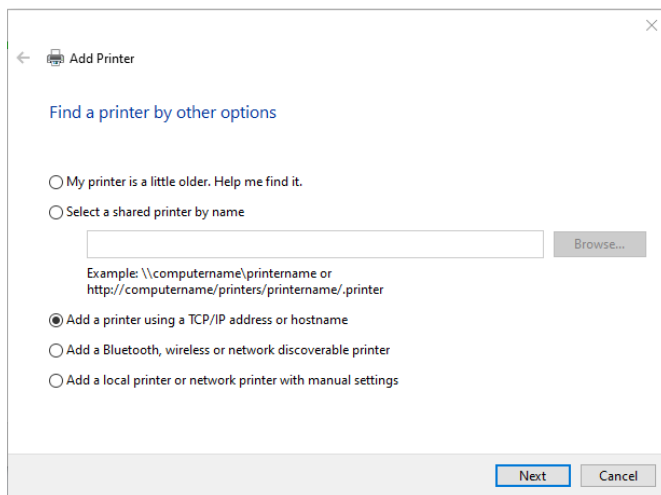 Add Printer
Find a printer by other options
My printer is a little older. Help me find it.
Select a shared printer by name
Browse...
Example: \\computername\printername or
http://computername/printers/printername/.printer
Add a printer using a TCP/IP address or hostname
Add a Bluetooth, wireless or network discoverable printer
Add a local printer or network printer with manual settings
Next Cancel